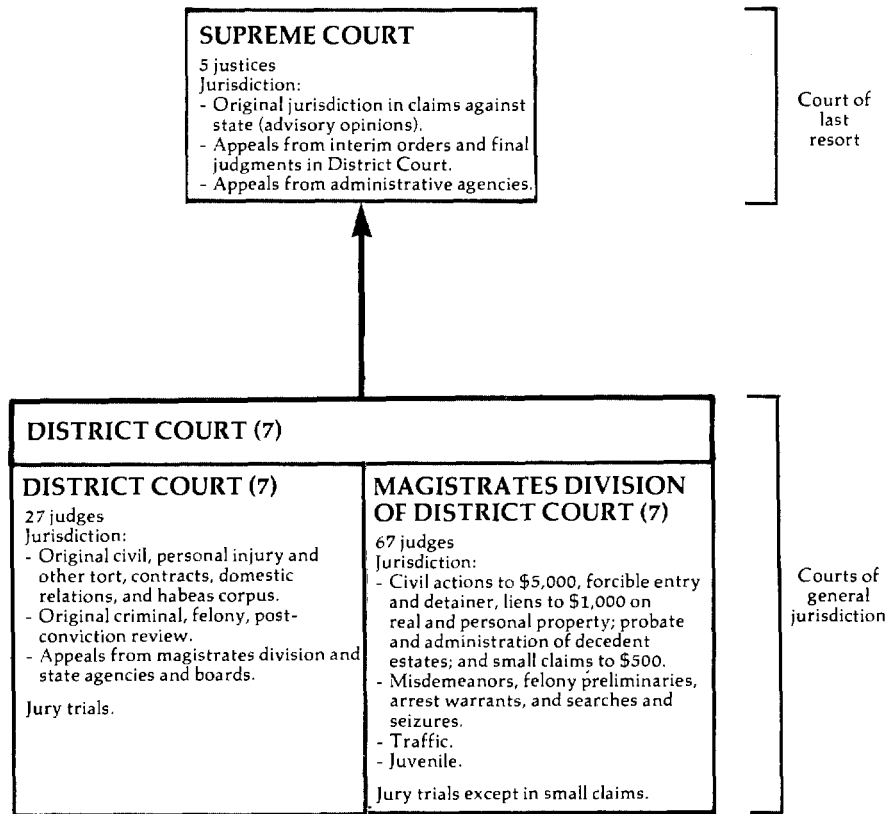 SUPREME COURT
5 justices
Jurisdiction:
- Original jurisdiction in claims against
state (advisory opinions).
- Appeals from interim orders and final
judgments in District Court.
- Appeals from administrative agencies.
Court of
last
resort
DISTRICT COURT (7)
DISTRICT COURT (7)
27 judges
Jurisdiction:
- Original civil, personal injury and
other tort, contracts, domestic
relations, and habeas corpus.
- Original criminal, felony, post-
conviction review.
- Appeals from magistrates division and
state agencies and boards.
Jury trials.
MAGISTRATES DIVISION
OF DISTRICT COURT (7)
67 judges
Jurisdiction:
- Civil actions to $5,000, forcible entry
and detainer, liens to $1,000 on
real and personal property; probate
and administration of decedent
estates; and small claims to $500.
- Misdemeanors, felony preliminaries,
arrest warrants, and searches and
seizures.
- Traffic.
- Juvenile.
Jury trials except in small claims.
Courts of
general
jurisdiction